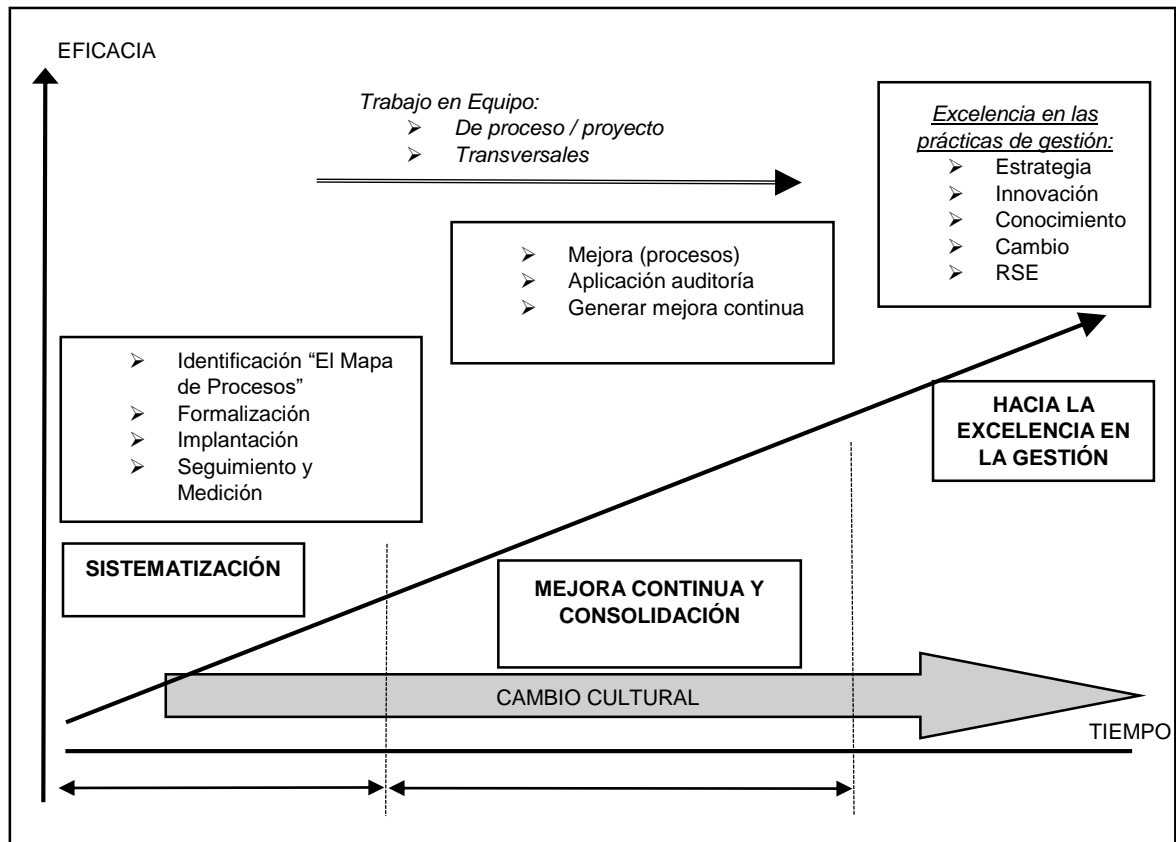 EFICACIA
Trabajo en Equipo:
➢ De proceso / proyecto
➢ Transversales
Excelencia en las
prácticas de gestión:
➢ Estrategia
➢ Innovación
➢ Conocimiento
➢ Cambio
➢ RSE
➢ Mejora (procesos)
➢ Aplicación auditoría
➢ Generar mejora continua
➢ Identificación “El Mapa
de Procesos”
➢ Formalización
➢ Implantación
➢ Seguimiento y
Medición
HACIA LA
EXCELENCIA EN
LA GESTIÓN
SISTEMATIZACIÓN
MEJORA CONTINUA Y
CONSOLIDACIÓN
CAMBIO CULTURAL
TIEMPO